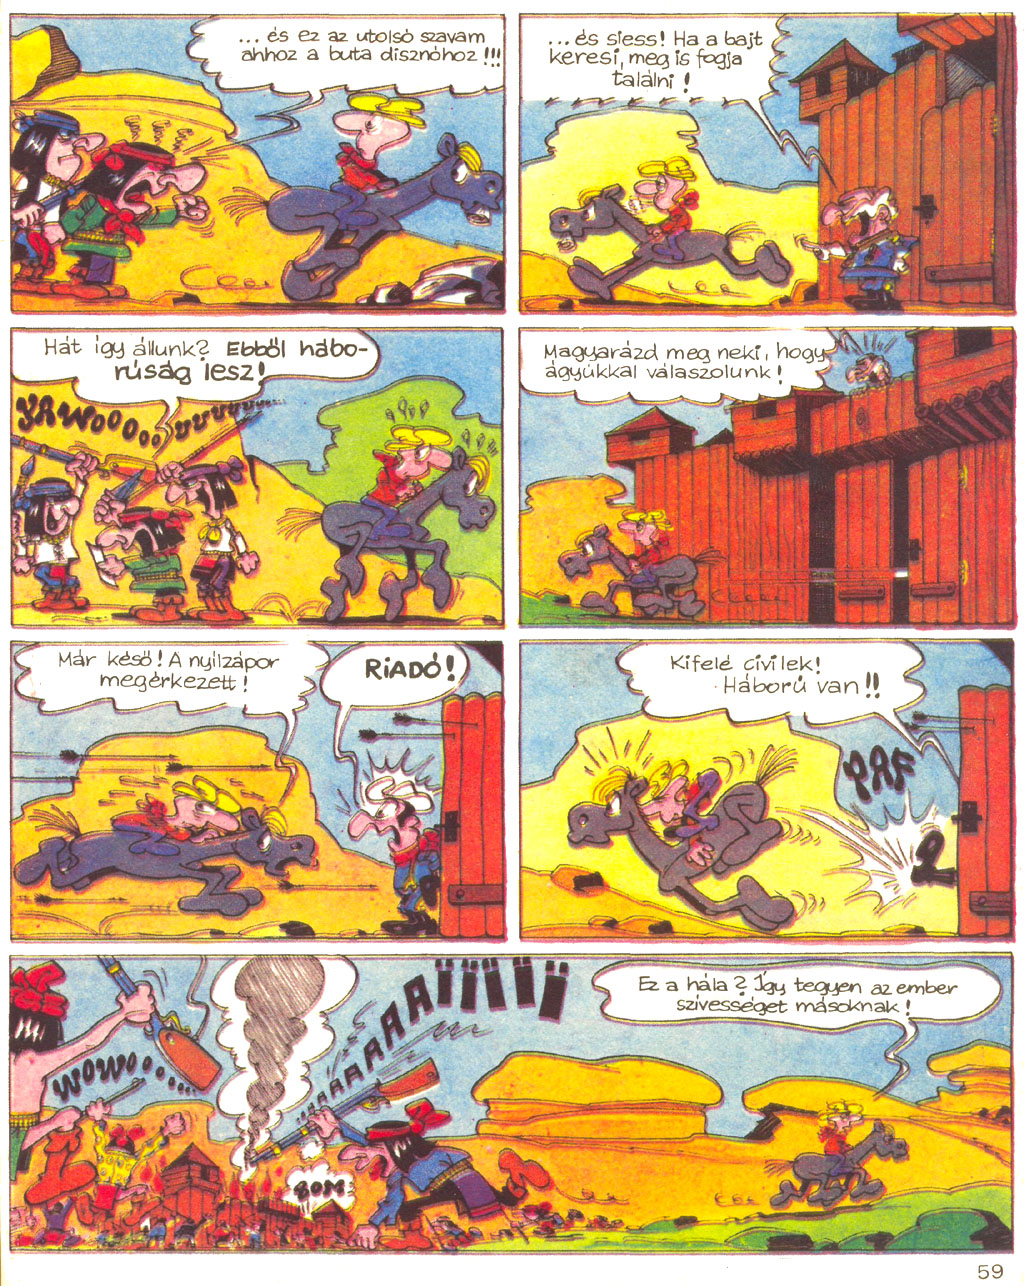 ... és ez az utolsó szavam
ahhoz a buta disznóhoz !!!
... és siess! Ha a bajt
keresi, meg is fogja
találni !
Hát így állunk? Ebből hábo-
rúság lesz!
YAWOOOooouuuuuu
Magyarázd meg neki, hogy
ágyúkkal válaszolunk !
Már késő! A nyílzápor
megérkezett !
RIADÓ!
Kifelé civilek!
Háború van !!
PAF
WOWOO.....
BOM
Ez a hála? Így tegyen az ember
szívességet másoknak !
59